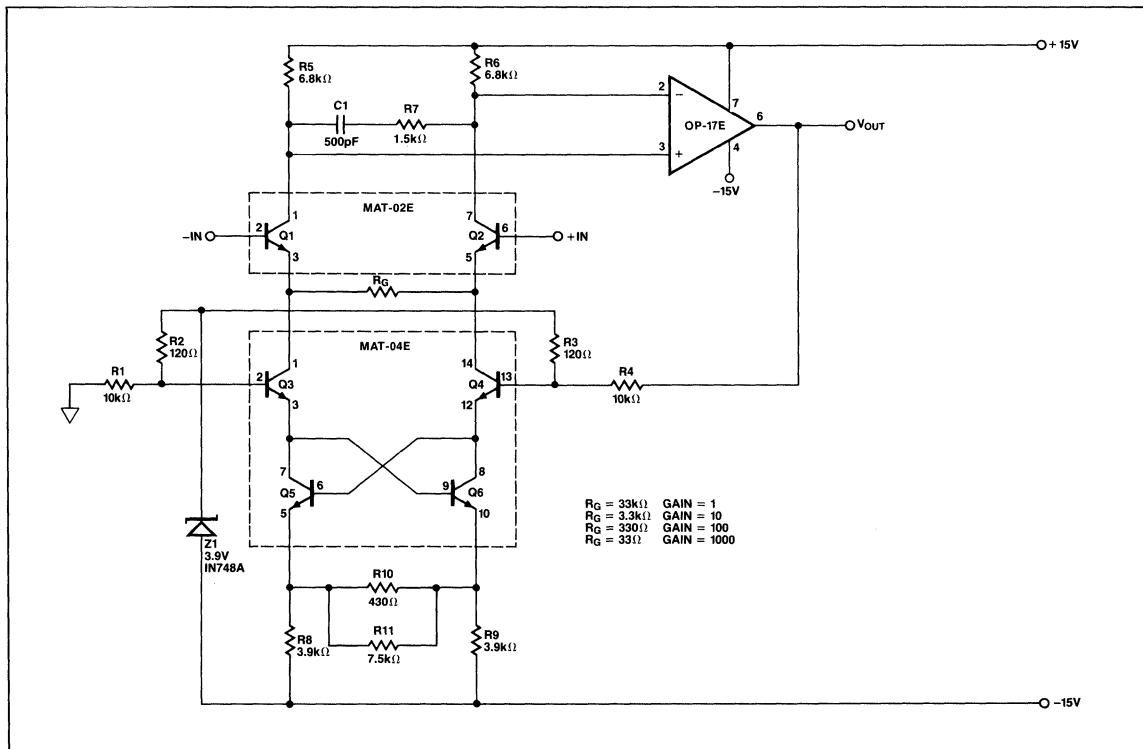 +15V
R5
6.8kΩ
R6
6.8kΩ
C1
500pF
R7
1.5kΩ
2
−
3
+
7
OP-17E
6
VOUT
4
−15V
MAT-02E
−IN
2
1
Q1
3
7
6
Q2
5
+IN
RG
R2
120Ω
R3
120Ω
MAT-04E
R1
10kΩ
2
1
Q3
3
14
13
Q4
12
R4
10kΩ
7
Q5
6
5
8
9
Q6
10
RG = 33kΩ GAIN = 1
RG = 3.3kΩ GAIN = 10
RG = 330Ω GAIN = 100
RG = 33Ω GAIN = 1000
Z1
3.9V
IN748A
R10
430Ω
R11
7.5kΩ
R8
3.9kΩ
R9
3.9kΩ
−15V